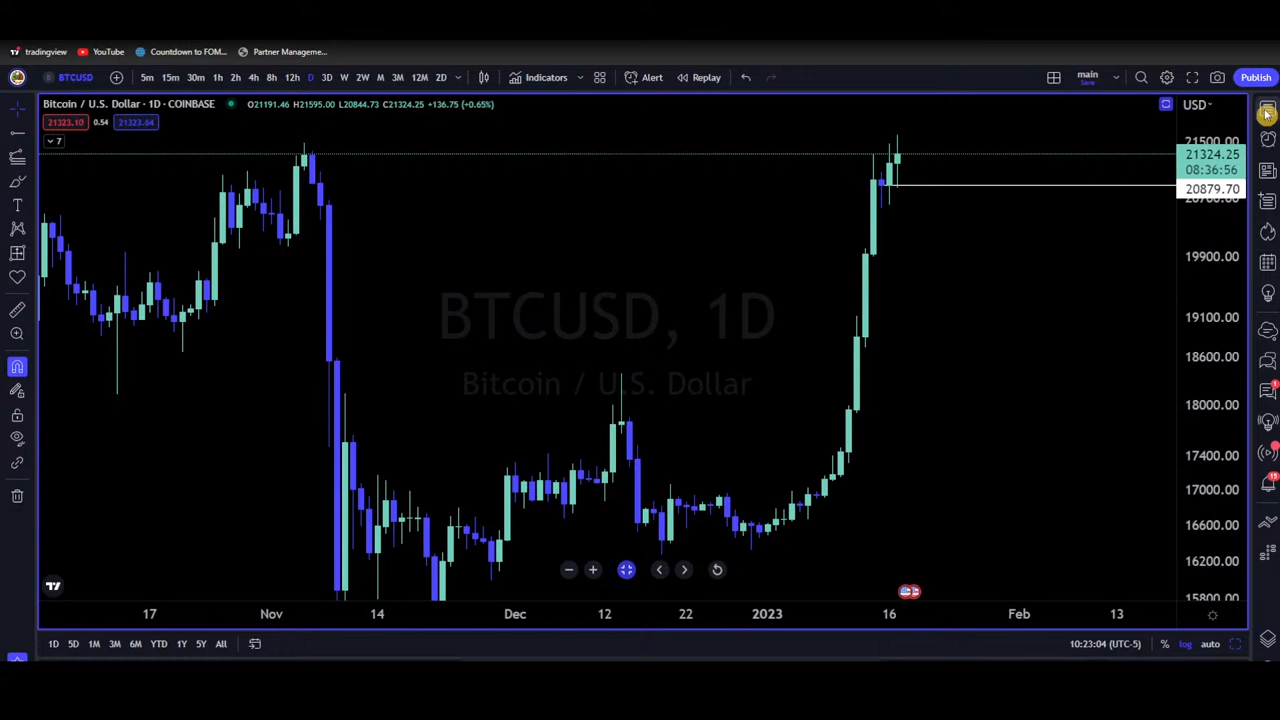 tradingview YouTube Countdown to FOM... Partner Manageme...
BTCUSD 5m 15m 30m 1h 2h 4h 8h 12h D 3D W 2W M 3M 12M 2D Indicators Alert Replay main Save Publish
Bitcoin / U.S. Dollar · 1D · COINBASE O21191.46 H21595.00 L20844.73 C21324.25 +136.75 (+0.65%) USD
21323.10 0.54 21323.64
7
21500.00
21324.25
08:36:56
20879.70
19900.00
19100.00
18600.00
18000.00
17400.00
17000.00
16600.00
16200.00
15800.00
BTCUSD, 1D
Bitcoin / U.S. Dollar
1
15
17 Nov 14 Dec 12 22 2023 16 Feb 13
1D 5D 1M 3M 6M YTD 1Y 5Y All 10:23:04 (UTC-5) % log auto